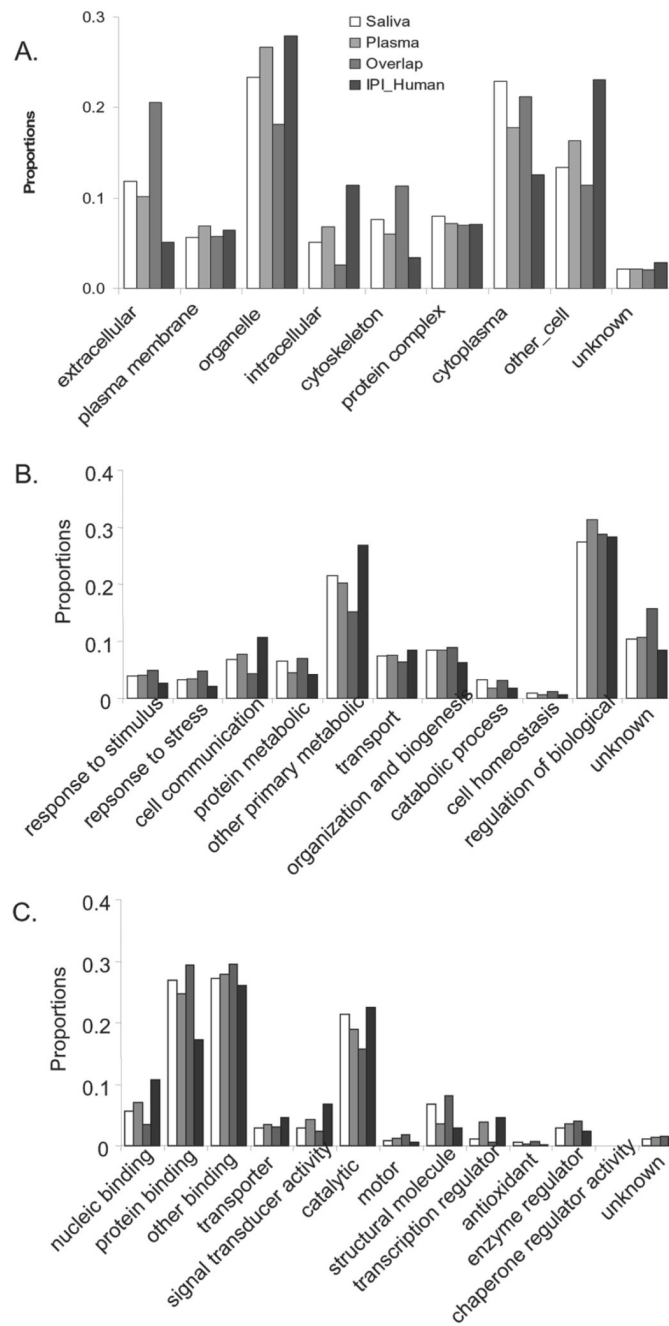 A.
Saliva
Plasma
Overlap
IPI_Human
Proportions
0.3
0.2
0.1
0.0
extracellular
plasma membrane
organelle
intracellular
cytoskeleton
protein complex
cytoplasma
other_cell
unknown
B.
Proportions
0.4
0.3
0.2
0.1
0
response to stimulus
repsonse to stress
cell communication
protein metabolic
other primary metabolic
transport
organization and biogenesis
catabolic process
cell homeostasis
regulation of biological
unknown
C.
Proportions
0.4
0.3
0.2
0.1
0
nucleic binding
protein binding
other binding
transporter
signal transducer activity
catalytic
motor
structural molecule
transcription regulator
antioxidant
enzyme regulator
chaperone regulator activity
unknown